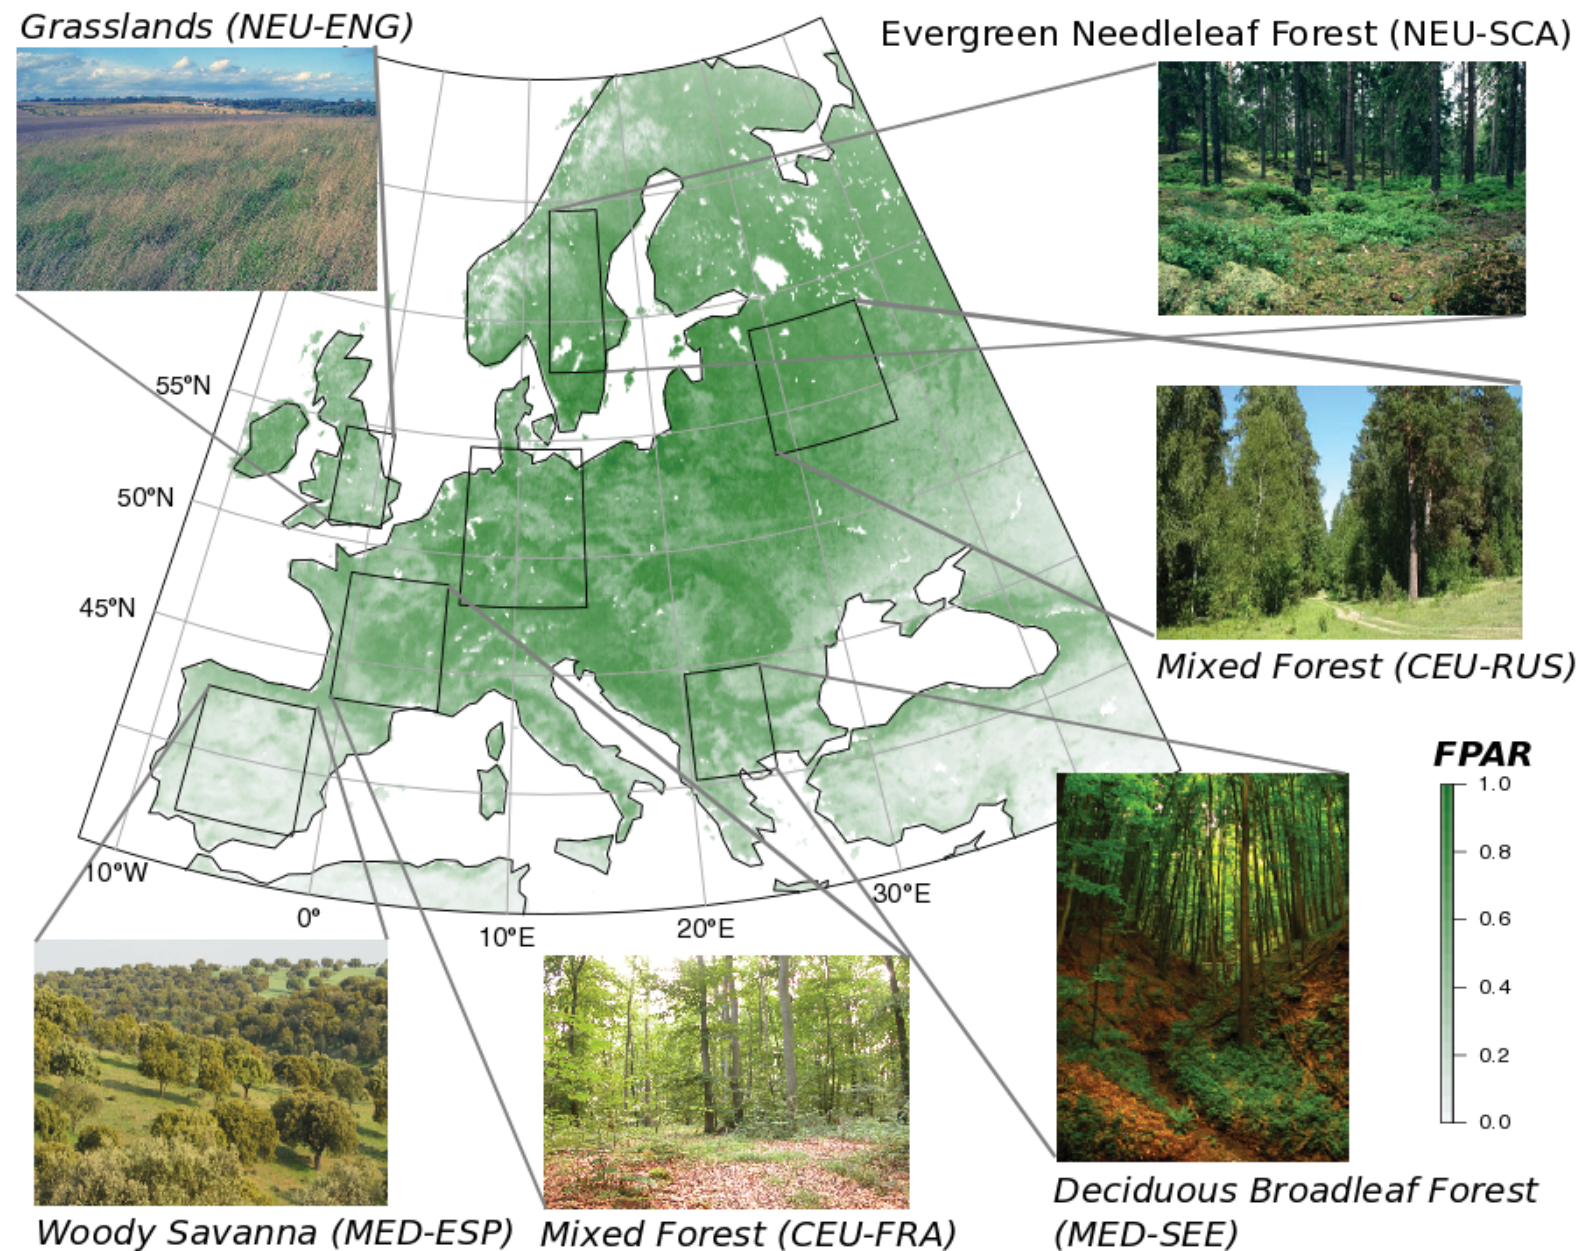 Grasslands (NEU-ENG)
Evergreen Needleleaf Forest (NEU-SCA)
55°N
50°N
45°N
Mixed Forest (CEU-RUS)
FPAR
1.0
0.8
0.6
0.4
0.2
0.0
10°W
0°
10°E
20°E
30°E
Woody Savanna (MED-ESP)
Mixed Forest (CEU-FRA)
Deciduous Broadleaf Forest
(MED-SEE)